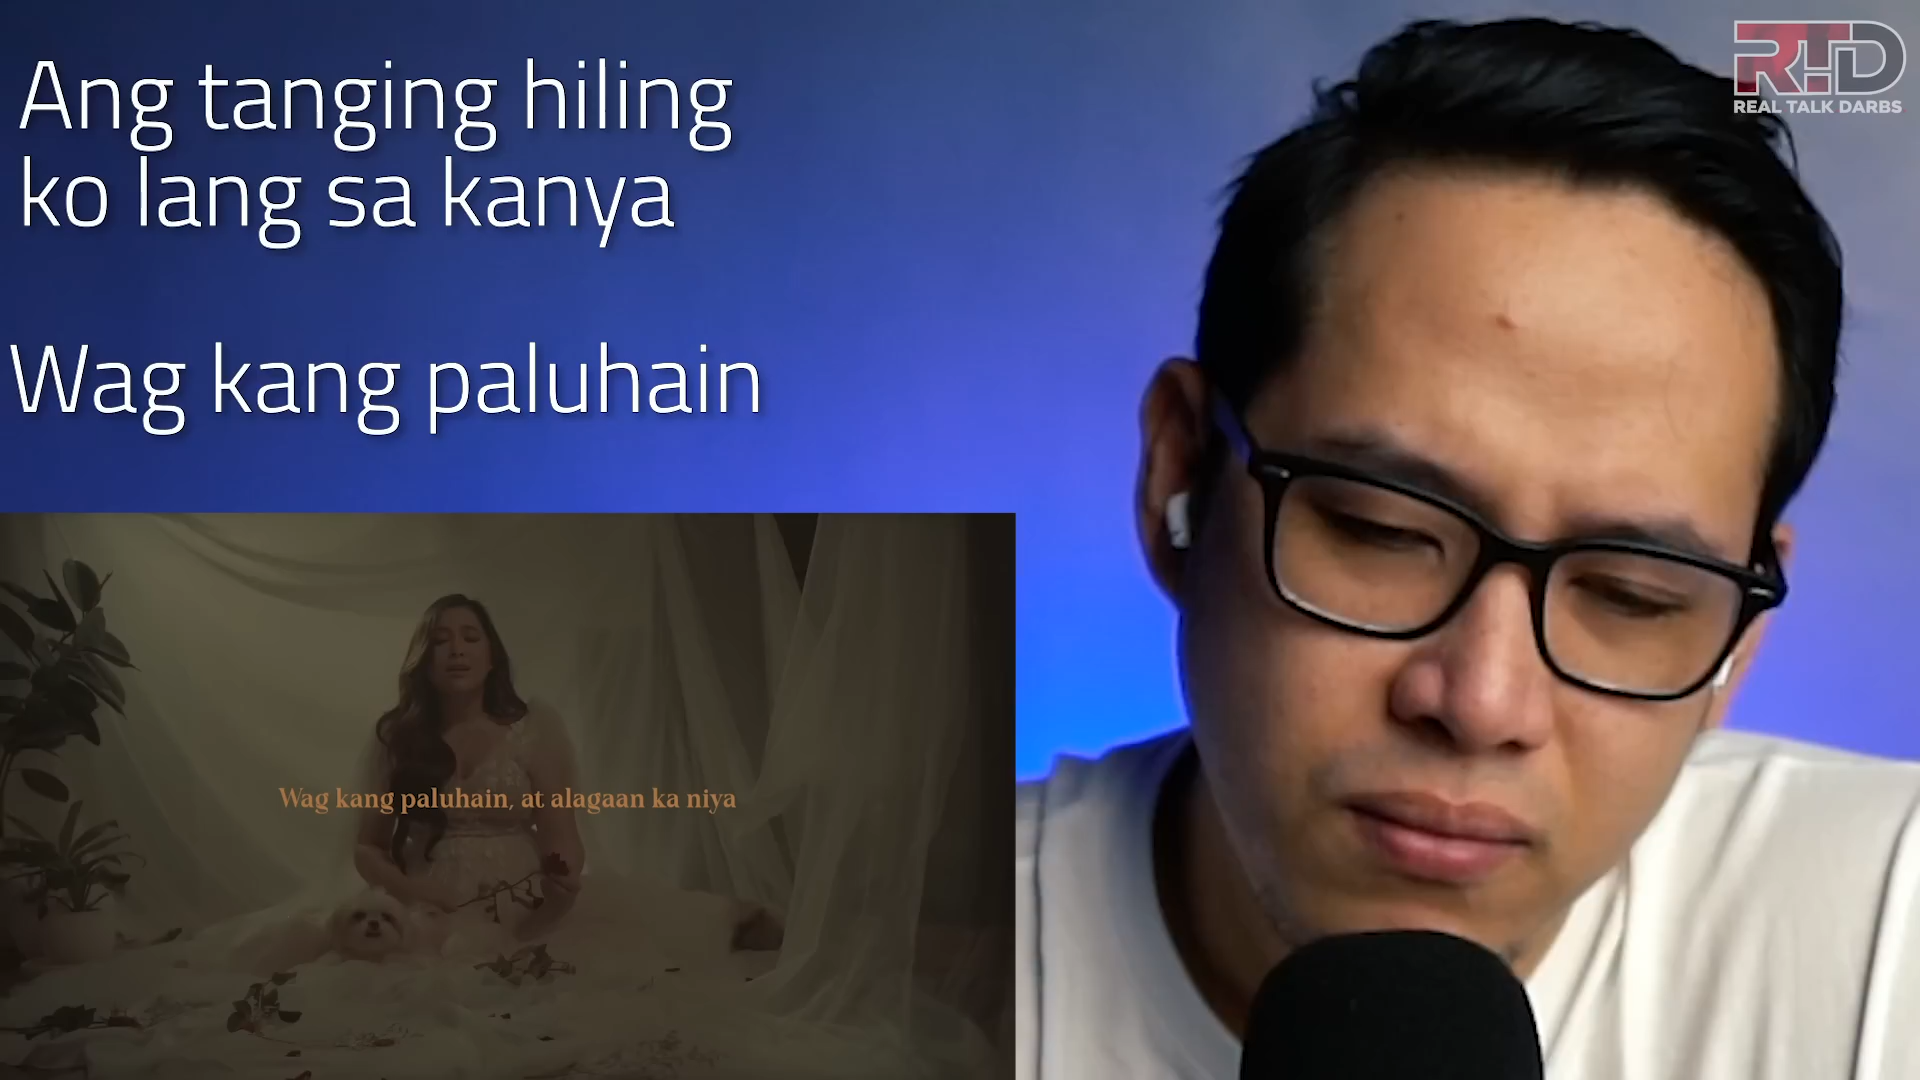 Ang tanging hiling
ko lang sa kanya
Wag kang paluhain
Wag kang paluhain, at alagaan ka niya
RTD
REAL TALK DARBS